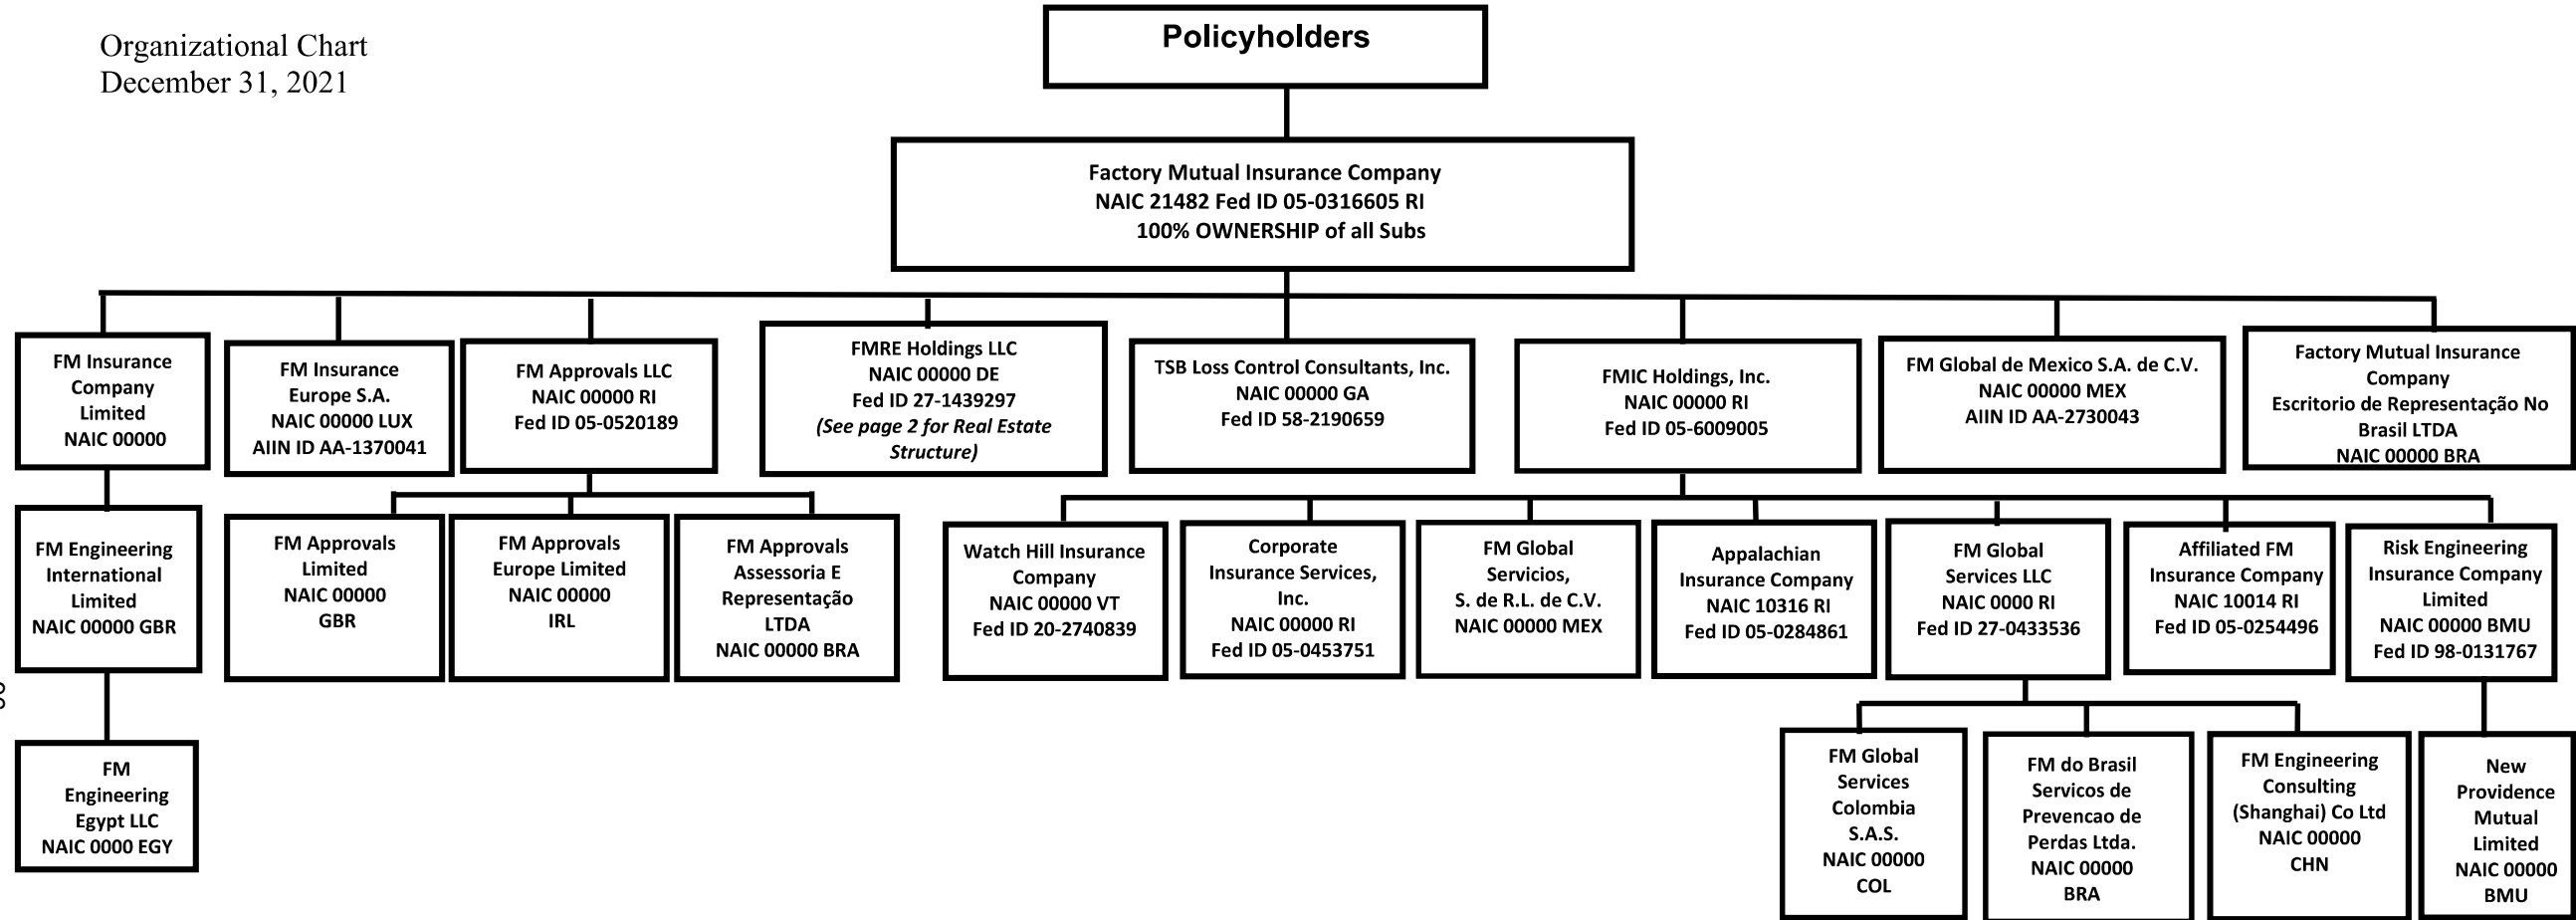 Organizational Chart
December 31, 2021
Policyholders
Factory Mutual Insurance Company
NAIC 21482 Fed ID 05-0316605 RI
100% OWNERSHIP of all Subs
FM Insurance
Company
Limited
NAIC 00000
FM Insurance
Europe S.A.
NAIC 00000 LUX
AIIN ID AA-1370041
FM Approvals LLC
NAIC 00000 RI
Fed ID 05-0520189
FMRE Holdings LLC
NAIC 00000 DE
Fed ID 27-1439297
(See page 2 for Real Estate
Structure)
TSB Loss Control Consultants, Inc.
NAIC 00000 GA
Fed ID 58-2190659
FMIC Holdings, Inc.
NAIC 00000 RI
Fed ID 05-6009005
FM Global de Mexico S.A. de C.V.
NAIC 00000 MEX
AIIN ID AA-2730043
Factory Mutual Insurance
Company
Escritorio de Representação No
Brasil LTDA
NAIC 00000 BRA
FM Engineering
International
Limited
NAIC 00000 GBR
FM Approvals
Limited
NAIC 00000
GBR
FM Approvals
Europe Limited
NAIC 00000
IRL
FM Approvals
Assessoria E
Representação
LTDA
NAIC 00000 BRA
Watch Hill Insurance
Company
NAIC 00000 VT
Fed ID 20-2740839
Corporate
Insurance Services,
Inc.
NAIC 00000 RI
Fed ID 05-0453751
FM Global
Servicios,
S. de R.L. de C.V.
NAIC 00000 MEX
Appalachian
Insurance Company
NAIC 10316 RI
Fed ID 05-0284861
FM Global
Services LLC
NAIC 0000 RI
Fed ID 27-0433536
Affiliated FM
Insurance Company
NAIC 10014 RI
Fed ID 05-0254496
Risk Engineering
Insurance Company
Limited
NAIC 00000 BMU
Fed ID 98-0131767
FM
Engineering
Egypt LLC
NAIC 0000 EGY
FM Global
Services
Colombia
S.A.S.
NAIC 00000
COL
FM do Brasil
Servicos de
Prevencao de
Perdas Ltda.
NAIC 00000
BRA
FM Engineering
Consulting
(Shanghai) Co Ltd
NAIC 00000
CHN
New
Providence
Mutual
Limited
NAIC 00000
BMU